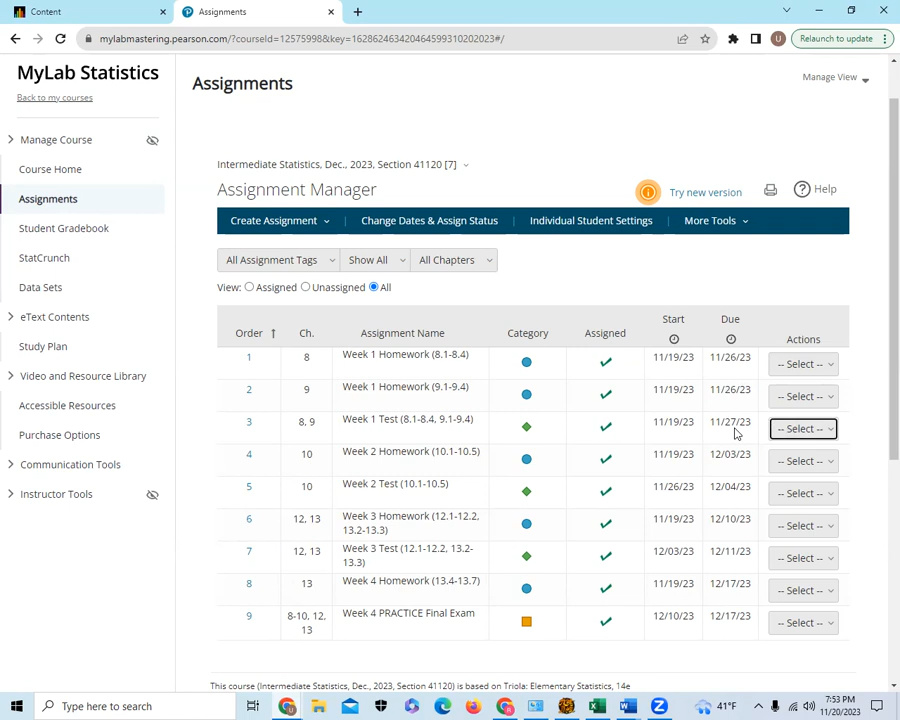 Content
Assignments
mylabmastering.pearson.com/?courseId=12575998&key=162862463420464599310202023#/
U
Relaunch to update
MyLab Statistics
Back to my courses
Manage Course
Course Home
Assignments
Student Gradebook
StatCrunch
Data Sets
eText Contents
Study Plan
Video and Resource Library
Accessible Resources
Purchase Options
Communication Tools
Instructor Tools
Assignments
Manage View
Intermediate Statistics, Dec., 2023, Section 41120 [7]
Assignment Manager
Try new version
Help
Create Assignment
Change Dates & Assign Status
Individual Student Settings
More Tools
All Assignment Tags
Show All
All Chapters
View: Assigned Unassigned All
Order Ch. Assignment Name Category Assigned Start Due Actions
1 8 Week 1 Homework (8.1-8.4) 11/19/23 11/26/23 -- Select --
2 9 Week 1 Homework (9.1-9.4) 11/19/23 11/26/23 -- Select --
3 8, 9 Week 1 Test (8.1-8.4, 9.1-9.4) 11/19/23 11/27/23 -- Select --
4 10 Week 2 Homework (10.1-10.5) 11/19/23 12/03/23 -- Select --
5 10 Week 2 Test (10.1-10.5) 11/26/23 12/04/23 -- Select --
6 12, 13 Week 3 Homework (12.1-12.2, 11/19/23 12/10/23 -- Select --
13.2-13.3)
7 12, 13 Week 3 Test (12.1-12.2, 13.2- 12/03/23 12/11/23 -- Select --
13.3)
8 13 Week 4 Homework (13.4-13.7) 11/19/23 12/17/23 -- Select --
9 8-10, 12, Week 4 PRACTICE Final Exam 12/10/23 12/17/23 -- Select --
13
This course (Intermediate Statistics, Dec., 2023, Section 41120) is based on Triola: Elementary Statistics, 14e
Type here to search
41°F
7:53 PM
11/20/2023